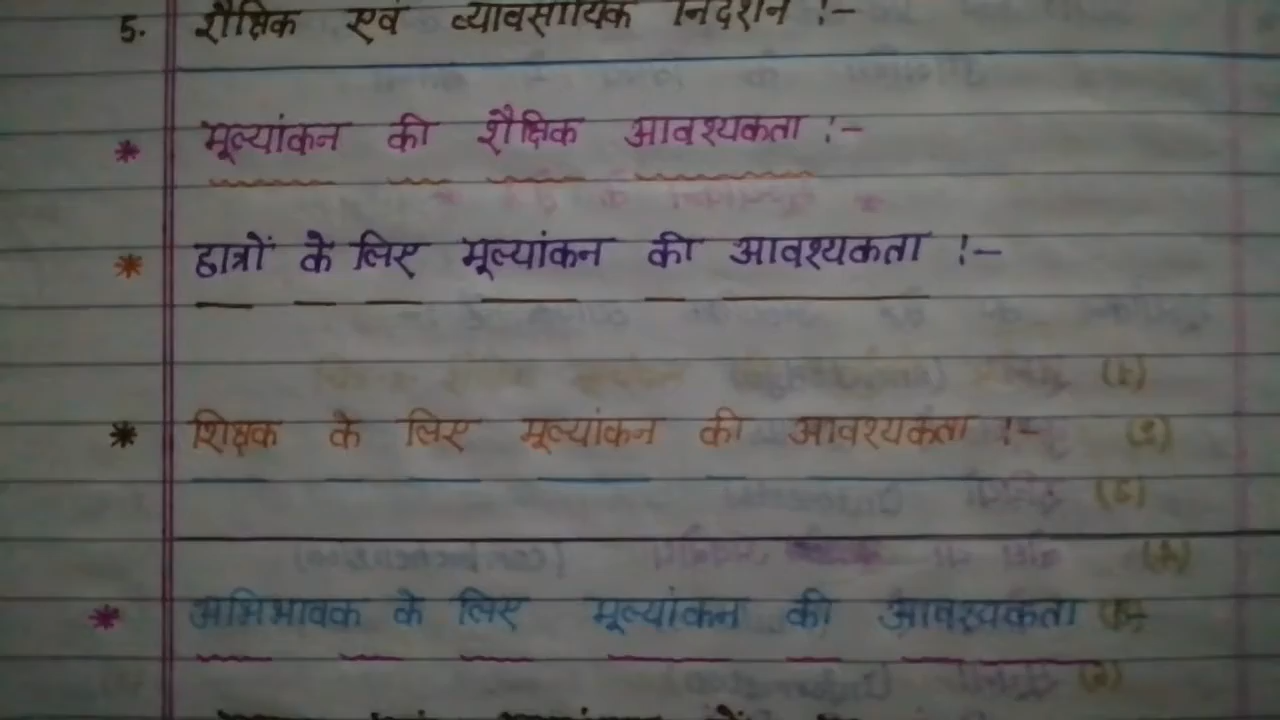 5. शैक्षिक एवं व्यावसायिक निर्देशन :-
* मूल्यांकन की शैक्षिक आवश्यकता :-
* छात्रों के लिए मूल्यांकन की आवश्यकता :-
* शिक्षक के लिए मूल्यांकन की आवश्यकता :-
* अभिभावक के लिए मूल्यांकन की आवश्यकता :-